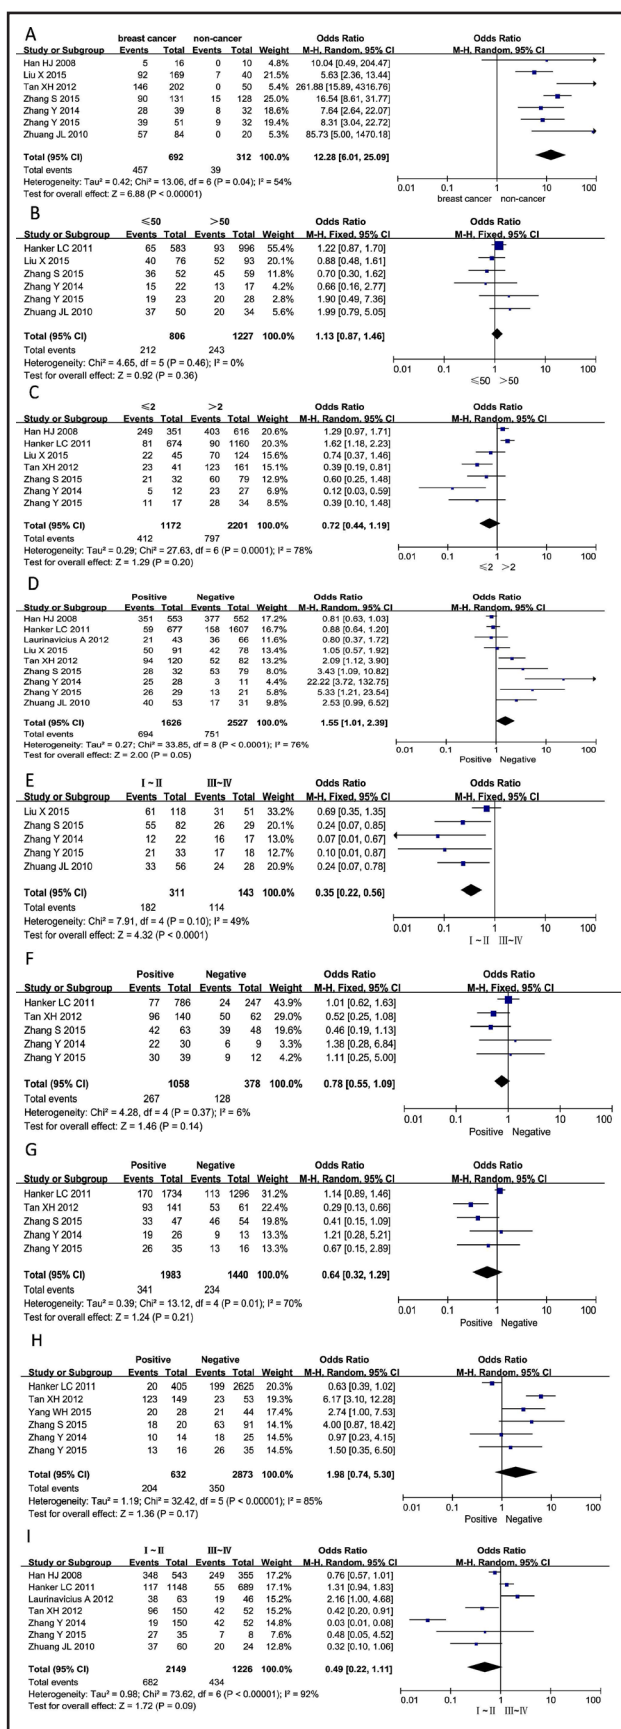 A
breast cancer non-cancer Odds Ratio Odds Ratio
Study or Subgroup Events Total Events Total Weight M-H, Random, 95% CI M-H, Random, 95% CI
Han HJ 2008 5 16 0 10 4.8% 10.04 [0.49, 204.47]
Liu X 2015 92 169 7 40 21.5% 5.63 [2.36, 13.44]
Tan XH 2012 146 202 0 50 5.4% 261.88 [15.89, 4316.76]
Zhang S 2015 90 131 15 128 25.4% 16.54 [8.61, 31.77]
Zhang Y 2014 28 39 8 32 18.6% 7.64 [2.64, 22.07]
Zhang Y 2015 39 51 9 32 19.0% 8.31 [3.04, 22.72]
Zhuang JL 2010 57 84 0 20 5.3% 85.73 [5.00, 1470.18]
Total (95% CI) 692 312 100.0% 12.28 [6.01, 25.09]
Total events 457 39
Heterogeneity: Tau² = 0.42; Chi² = 13.06, df = 6 (P = 0.04); I² = 54%
Test for overall effect: Z = 6.88 (P < 0.00001)
0.01 0.1 1 10 100
breast cancer non-cancer
B
≤50 >50 Odds Ratio Odds Ratio
Study or Subgroup Events Total Events Total Weight M-H, Fixed, 95% CI M-H, Fixed, 95% CI
Hanker LC 2011 65 583 93 996 55.4% 1.22 [0.87, 1.70]
Liu X 2015 40 76 52 93 20.1% 0.88 [0.48, 1.61]
Zhang S 2015 36 52 45 59 10.8% 0.70 [0.30, 1.62]
Zhang Y 2014 15 22 13 17 4.2% 0.66 [0.16, 2.77]
Zhang Y 2015 19 23 20 28 2.7% 1.90 [0.49, 7.36]
Zhuang JL 2010 37 50 20 34 6.8% 1.99 [0.79, 5.05]
Total (95% CI) 806 1227 100.0% 1.13 [0.87, 1.46]
Total events 212 243
Heterogeneity: Chi² = 4.65, df = 5 (P = 0.46); I² = 0%
Test for overall effect: Z = 0.92 (P = 0.36)
0.01 0.1 1 10 100
≤50 >50
C
≤2 >2 Odds Ratio Odds Ratio
Study or Subgroup Events Total Events Total Weight M-H, Random, 95% CI M-H, Random, 95% CI
Han HJ 2008 249 351 403 616 20.6% 1.29 [0.97, 1.71]
Hanker LC 2011 81 674 90 1160 20.3% 1.62 [1.18, 2.23]
Liu X 2015 22 45 70 124 14.5% 0.74 [0.37, 1.46]
Tan XH 2012 23 41 123 161 14.1% 0.39 [0.19, 0.81]
Zhang S 2015 21 32 60 79 11.8% 0.60 [0.25, 1.48]
Zhang Y 2014 5 12 23 27 6.9% 0.12 [0.03, 0.59]
Zhang Y 2015 11 17 28 34 8.5% 0.39 [0.10, 1.48]
Total (95% CI) 1172 2201 100.0% 0.72 [0.44, 1.19]
Total events 412 797
Heterogeneity: Tau² = 0.29; Chi² = 27.63, df = 6 (P = 0.0001); I² = 78%
Test for overall effect: Z = 1.29 (P = 0.20)
0.01 0.1 1 10 100
≤2 >2
D
Positive Negative Odds Ratio Odds Ratio
Study or Subgroup Events Total Events Total Weight M-H, Random, 95% CI M-H, Random, 95% CI
Han HJ 2008 351 553 377 552 17.2% 0.81 [0.63, 1.03]
Hanker LC 2011 59 677 158 1607 16.7% 0.88 [0.64, 1.20]
Laurinavicius A 2012 21 43 36 66 11.6% 0.80 [0.37, 1.72]
Liu X 2015 50 91 42 78 13.4% 1.05 [0.57, 1.92]
Tan XH 2012 94 120 52 82 13.2% 2.09 [1.12, 3.90]
Zhang S 2015 28 32 53 79 8.3% 3.43 [1.09, 10.82]
Zhang Y 2014 25 28 3 11 4.4% 22.22 [3.72, 132.75]
Zhang Y 2015 26 29 13 21 5.6% 5.33 [1.21, 23.54]
Zhuang JL 2010 40 53 17 31 9.8% 2.53 [0.99, 6.52]
Total (95% CI) 1626 2527 100.0% 1.55 [1.01, 2.39]
Total events 694 751
Heterogeneity: Tau² = 0.27; Chi² = 33.85, df = 8 (P < 0.0001); I² = 76%
Test for overall effect: Z = 2.00 (P = 0.05)
0.01 0.1 1 10 100
Positive Negative
E
I~II III~IV Odds Ratio Odds Ratio
Study or Subgroup Events Total Events Total Weight M-H, Fixed, 95% CI M-H, Fixed, 95% CI
Liu X 2015 61 118 31 51 33.2% 0.69 [0.35, 1.35]
Zhang S 2015 55 82 26 29 20.1% 0.24 [0.07, 0.85]
Zhang Y 2014 12 22 16 17 13.1% 0.07 [0.01, 0.67]
Zhang Y 2015 21 33 17 18 12.7% 0.10 [0.01, 0.87]
Zhuang JL 2010 33 56 24 28 20.9% 0.24 [0.07, 0.78]
Total (95% CI) 311 143 100.0% 0.35 [0.22, 0.56]
Total events 182 114
Heterogeneity: Chi² = 7.91, df = 4 (P = 0.10); I² = 49%
Test for overall effect: Z = 4.32 (P < 0.0001)
0.01 0.1 1 10 100
I~II III~IV
F
Positive Negative Odds Ratio Odds Ratio
Study or Subgroup Events Total Events Total Weight M-H, Fixed, 95% CI M-H, Fixed, 95% CI
Hanker LC 2011 77 786 24 247 43.9% 1.01 [0.62, 1.63]
Tan XH 2012 96 140 50 62 29.0% 0.52 [0.25, 1.08]
Zhang S 2015 42 63 39 48 19.6% 0.46 [0.19, 1.13]
Zhang Y 2014 22 30 6 9 3.3% 1.38 [0.28, 6.84]
Zhang Y 2015 30 39 9 12 4.2% 1.11 [0.25, 5.00]
Total (95% CI) 1058 378 100.0% 0.78 [0.55, 1.09]
Total events 267 128
Heterogeneity: Chi² = 4.28, df = 4 (P = 0.37); I² = 6%
Test for overall effect: Z = 1.46 (P = 0.14)
0.01 0.1 1 10 100
Positive Negative
G
Positive Negative Odds Ratio Odds Ratio
Study or Subgroup Events Total Events Total Weight M-H, Random, 95% CI M-H, Random, 95% CI
Hanker LC 2011 170 1734 113 1296 31.2% 1.14 [0.89, 1.46]
Tan XH 2012 93 141 53 61 22.4% 0.29 [0.13, 0.66]
Zhang S 2015 33 47 46 54 19.8% 0.41 [0.15, 1.09]
Zhang Y 2014 19 26 9 13 13.2% 1.21 [0.28, 5.21]
Zhang Y 2015 26 35 13 16 13.3% 0.67 [0.15, 2.89]
Total (95% CI) 1983 1440 100.0% 0.64 [0.32, 1.29]
Total events 341 234
Heterogeneity: Tau² = 0.39; Chi² = 13.12, df = 4 (P = 0.01); I² = 70%
Test for overall effect: Z = 1.24 (P = 0.21)
0.01 0.1 1 10 100
Positive Negative
H
Positive Negative Odds Ratio Odds Ratio
Study or Subgroup Events Total Events Total Weight M-H, Random, 95% CI M-H, Random, 95% CI
Hanker LC 2011 20 405 199 2625 20.3% 0.63 [0.39, 1.02]
Tan XH 2012 123 149 23 53 19.0% 6.17 [3.10, 12.28]
Yang WH 2015 20 28 21 44 17.0% 2.74 [1.00, 7.53]
Zhang S 2015 18 20 63 91 14.1% 4.00 [0.87, 18.42]
Zhang Y 2014 10 14 18 25 14.9% 0.97 [0.23, 4.15]
Zhang Y 2015 13 16 26 35 14.5% 1.50 [0.35, 6.50]
Total (95% CI) 632 2873 100.0% 1.98 [0.74, 5.30]
Total events 204 350
Heterogeneity: Tau² = 1.19; Chi² = 32.42, df = 5 (P < 0.00001); I² = 85%
Test for overall effect: Z = 1.36 (P = 0.17)
0.01 0.1 1 10 100
Positive Negative
I
I~II III~IV Odds Ratio Odds Ratio
Study or Subgroup Events Total Events Total Weight M-H, Random, 95% CI M-H, Random, 95% CI
Han HJ 2008 348 543 249 355 17.2% 0.76 [0.57, 1.01]
Hanker LC 2011 117 1148 55 689 17.1% 1.31 [0.94, 1.83]
Laurinavicius A 2012 38 63 19 46 15.1% 2.16 [1.00, 4.68]
Tan XH 2012 96 150 42 52 15.2% 0.42 [0.20, 0.91]
Zhang Y 2014 19 150 42 52 14.8% 0.03 [0.01, 0.08]
Zhang Y 2015 27 35 7 8 7.8% 0.48 [0.05, 4.52]
Zhuang JL 2010 37 60 20 24 12.8% 0.32 [0.10, 1.06]
Total (95% CI) 2149 1226 100.0% 0.49 [0.22, 1.11]
Total events 682 434
Heterogeneity: Tau² = 0.98; Chi² = 73.62, df = 6 (P < 0.00001); I² = 92%
Test for overall effect: Z = 1.72 (P = 0.09)
0.01 0.1 1 10 100
I~II III~IV